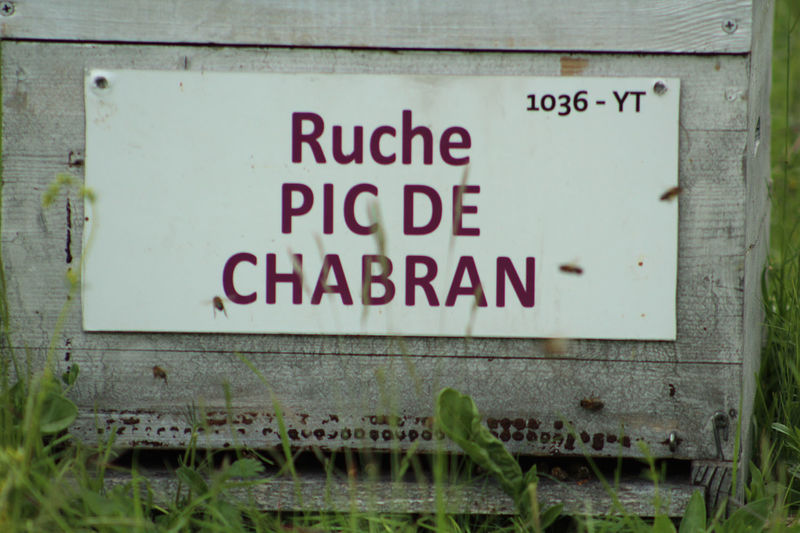 1036 - YT
Ruche
PIC DE
CHABRAN